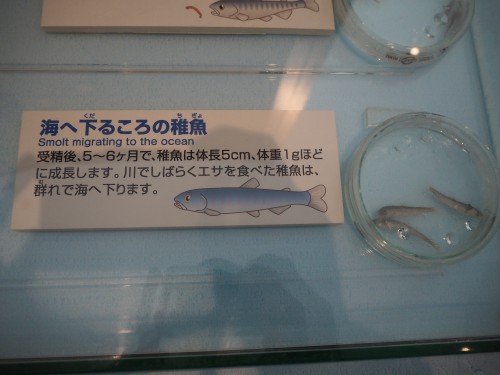 海へ下るころの稚魚
Smolt migrating to the ocean
受精後、5～6ヶ月で、稚魚は体長5cm、体重1gほど
に成長します。川でしばらくエサを食べた稚魚は、
群れで海へ下ります。